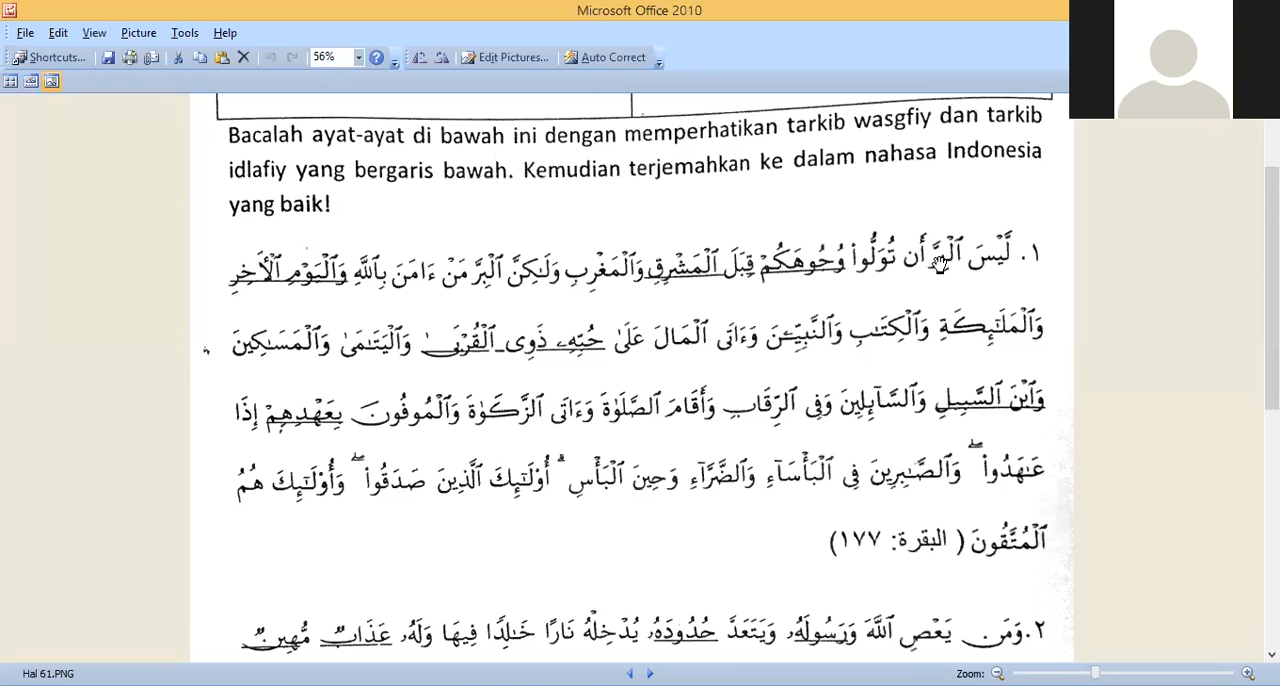 Microsoft Office 2010
File Edit View Picture Tools Help
Shortcuts... 56% Edit Pictures... Auto Correct
Bacalah ayat-ayat di bawah ini dengan memperhatikan tarkib wasgfiy dan tarkib
idlafiy yang bergaris bawah. Kemudian terjemahkan ke dalam nahasa Indonesia
yang baik!
١. لَّيْسَ ٱلْبِرَّ أَن تُوَلُّوا۟ وُجُوهَكُمْ قِبَلَ ٱلْمَشْرِقِ وَٱلْمَغْرِبِ وَلَـٰكِنَّ ٱلْبِرَّ مَنْ ءَامَنَ بِٱللَّهِ وَٱلْيَوْمِ ٱلْأَخِرِ
وَٱلْمَلَـٰٓئِكَةِ وَٱلْكِتَـٰبِ وَٱلنَّبِيِّـۧنَ وَءَاتَى ٱلْمَالَ عَلَىٰ حُبِّهِۦ ذَوِى ٱلْقُرْبَىٰ وَٱلْيَتَـٰمَىٰ وَٱلْمَسَـٰكِينَ
وَٱبْنَ ٱلسَّبِيلِ وَٱلسَّآئِلِينَ وَفِى ٱلرِّقَابِ وَأَقَامَ ٱلصَّلَوٰةَ وَءَاتَى ٱلزَّكَوٰةَ وَٱلْمُوفُونَ بِعَهْدِهِمْ إِذَا
عَـٰهَدُوا۟ ۖ وَٱلصَّـٰبِرِينَ فِى ٱلْبَأْسَآءِ وَٱلضَّرَّآءِ وَحِينَ ٱلْبَأْسِ ۗ أُو۟لَـٰٓئِكَ ٱلَّذِينَ صَدَقُوا۟ ۖ وَأُو۟لَـٰٓئِكَ هُمُ
ٱلْمُتَّقُونَ ( البقرة: ١٧٧)
٢. وَمَن يَعْصِ ٱللَّهَ وَرَسُولَهُۥ وَيَتَعَدَّ حُدُودَهُۥ يُدْخِلْهُ نَارًا خَـٰلِدًا فِيهَا وَلَهُۥ عَذَابٌ مُّهِينٌ
Hal 61.PNG Zoom: